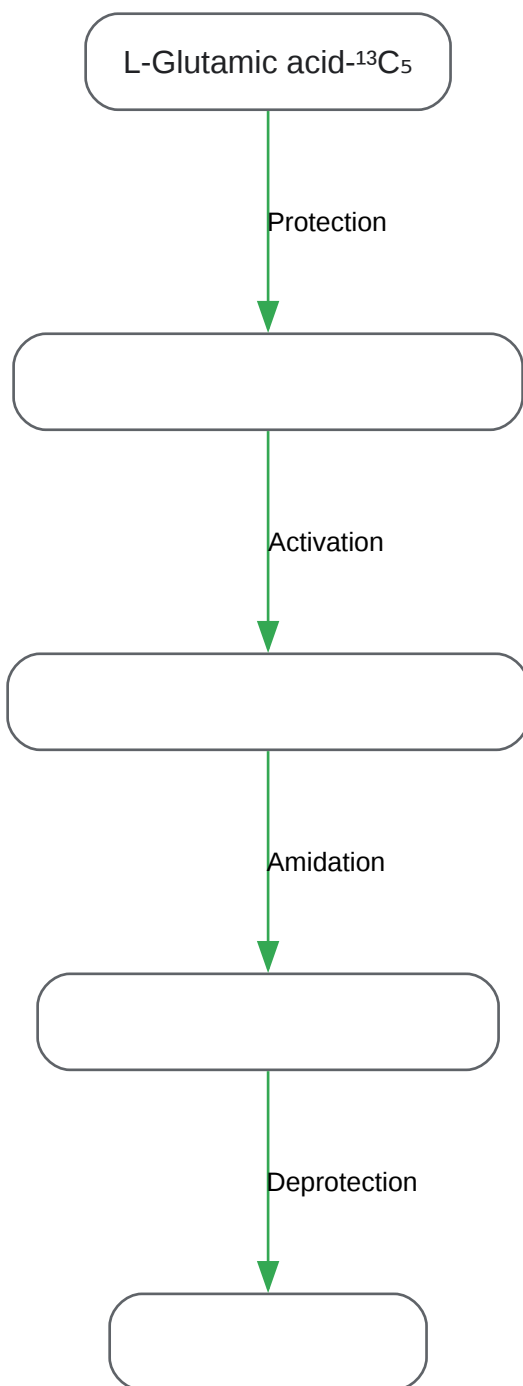 L-Glutamic acid-¹³C₅
Protection
Activation
Amidation
Deprotection